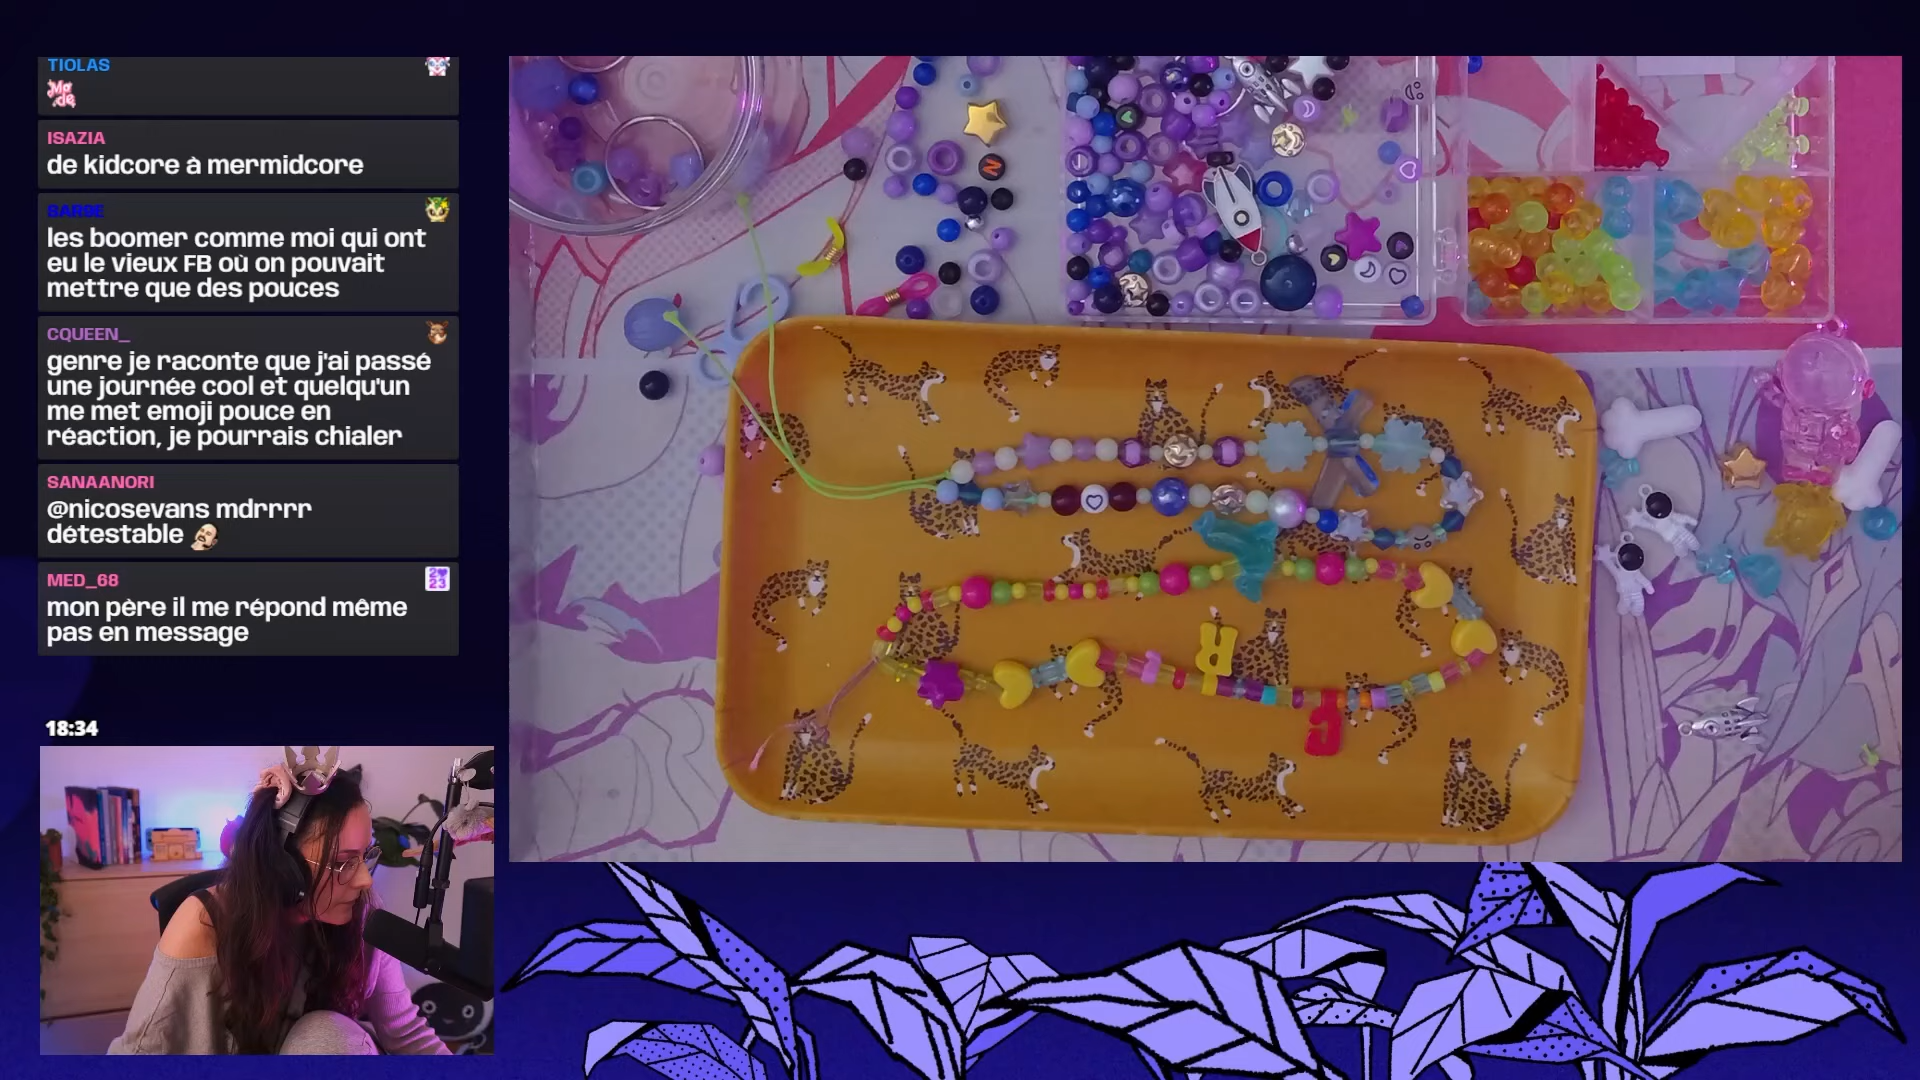 TIOLAS
Mo
de
ISAZIA
de kidcore à mermidcore
BARBE
les boomer comme moi qui ont
eu le vieux FB où on pouvait
mettre que des pouces
CQUEEN_
genre je raconte que j'ai passé
une journée cool et quelqu'un
me met emoji pouce en
réaction, je pourrais chialer
SANAANORI
@nicosevans mdrrrr
détestable
MED_68
mon père il me répond même
pas en message
18:34
N
R
G